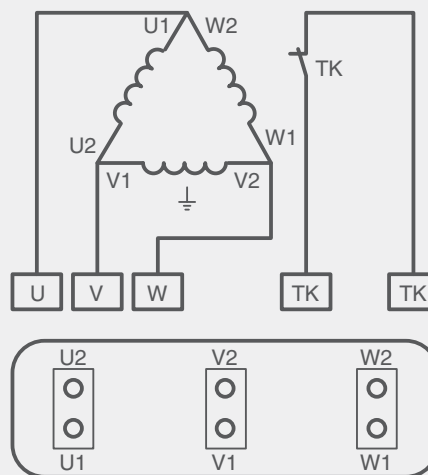 U1 W2
TK
U2 W1
V1 V2
U V W TK TK
U2 V2 W2
U1 V1 W1